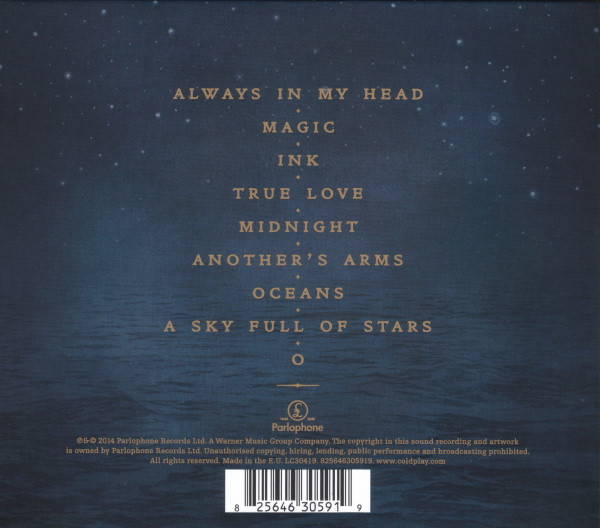 ALWAYS IN MY HEAD
MAGIC
INK
TRUE LOVE
MIDNIGHT
ANOTHER'S ARMS
OCEANS
A SKY FULL OF STARS
O
£
Parlophone
℗&© 2014 Parlophone Records Ltd. A Warner Music Group Company. The copyright in this sound recording and artwork
is owned by Parlophone Records Ltd. Unauthorised copying, hiring, lending, public performance and broadcasting prohibited.
All rights reserved. Made in the E.U. LC30419. 825646305919. www.coldplay.com
8 25646 30591 9